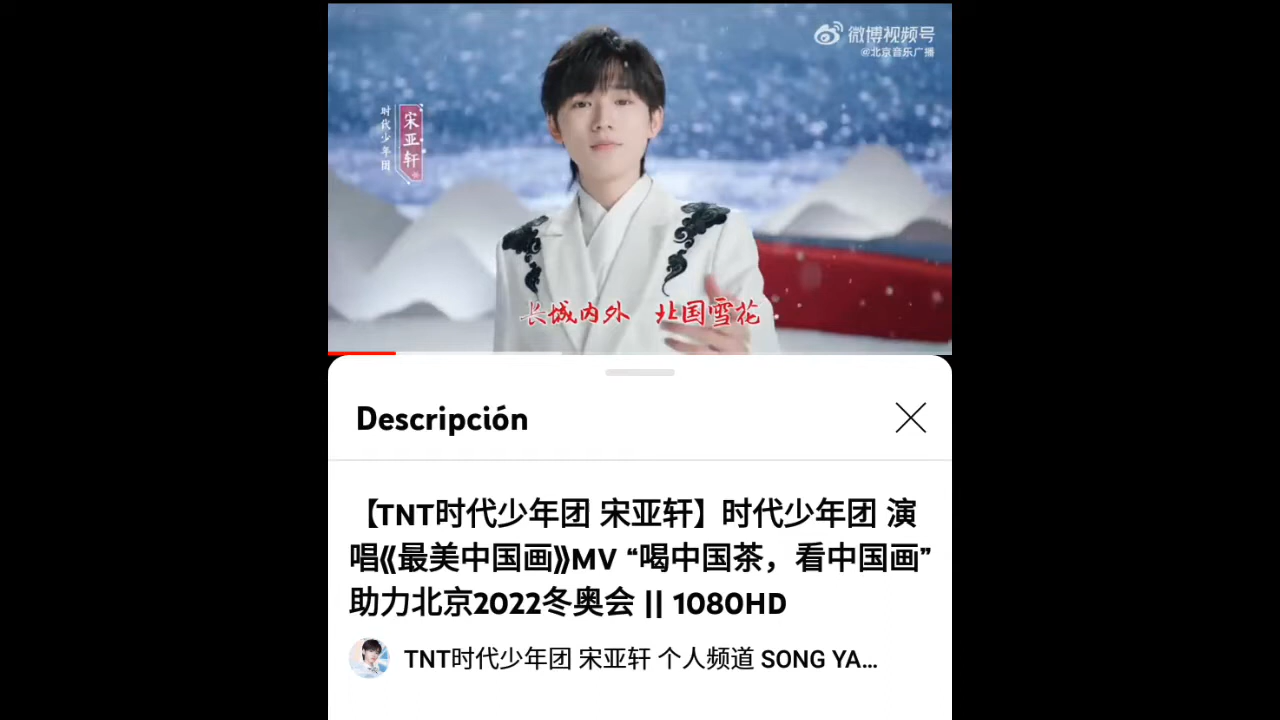 微博视频号
@北京音乐广播
宋亚轩
时代少年团
长城内外 北国雪花
Descripción
【TNT时代少年团 宋亚轩】时代少年团 演
唱《最美中国画》MV “喝中国茶，看中国画”
助力北京2022冬奥会 || 1080HD
TNT时代少年团 宋亚轩 个人频道 SONG YA...